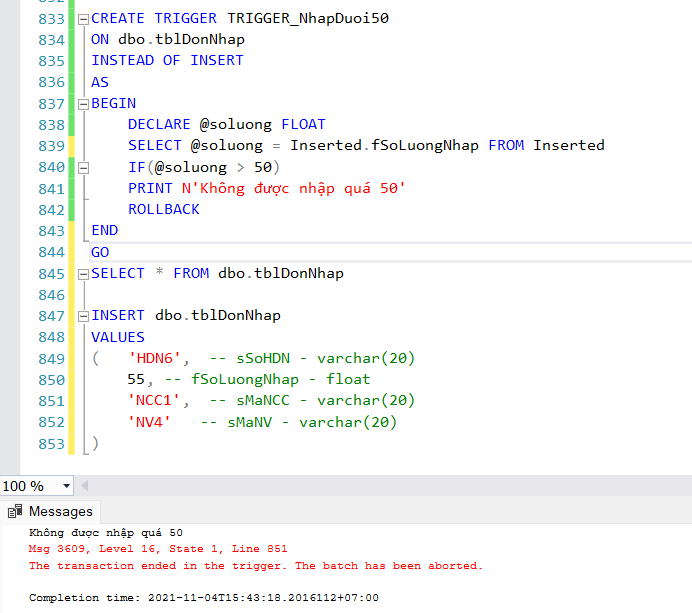 833 CREATE TRIGGER TRIGGER_NhapDuoi50
834 ON dbo.tblDonNhap
835 INSTEAD OF INSERT
836 AS
837 BEGIN
838 DECLARE @soluong FLOAT
839 SELECT @soluong = Inserted.fSoLuongNhap FROM Inserted
840 IF(@soluong > 50)
841 PRINT N'Không được nhập quá 50'
842 ROLLBACK
843 END
844 GO
845 SELECT * FROM dbo.tblDonNhap
846
847 INSERT dbo.tblDonNhap
848 VALUES
849 ( 'HDN6', -- sSoHDN - varchar(20)
850 55, -- fSoLuongNhap - float
851 'NCC1', -- sMaNCC - varchar(20)
852 'NV4' -- sMaNV - varchar(20)
853 )
100 %
Messages
Không được nhập quá 50
Msg 3609, Level 16, State 1, Line 851
The transaction ended in the trigger. The batch has been aborted.
Completion time: 2021-11-04T15:43:18.2016112+07:00